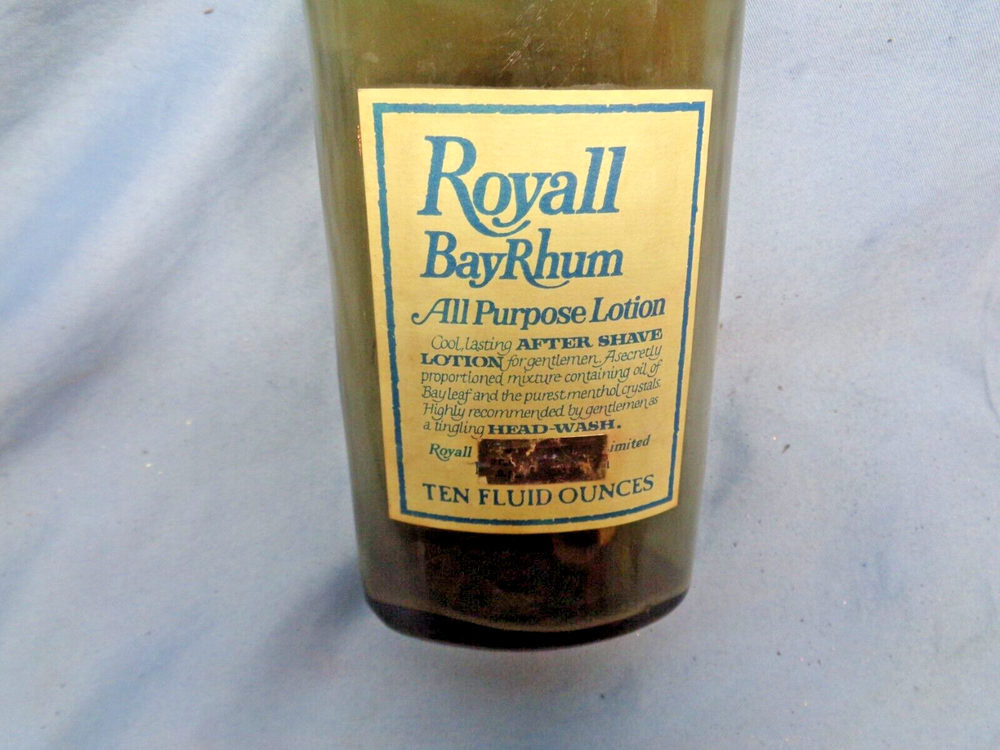 Royall
BayRhum
All Purpose Lotion
Cool, lasting AFTER SHAVE
LOTION for gentlemen. A secretly
proportioned mixture containing oil of
Bay leaf and the purest menthol crystals.
Highly recommended by gentlemen as
a tingling HEAD-WASH.
Royall imited
TEN FLUID OUNCES